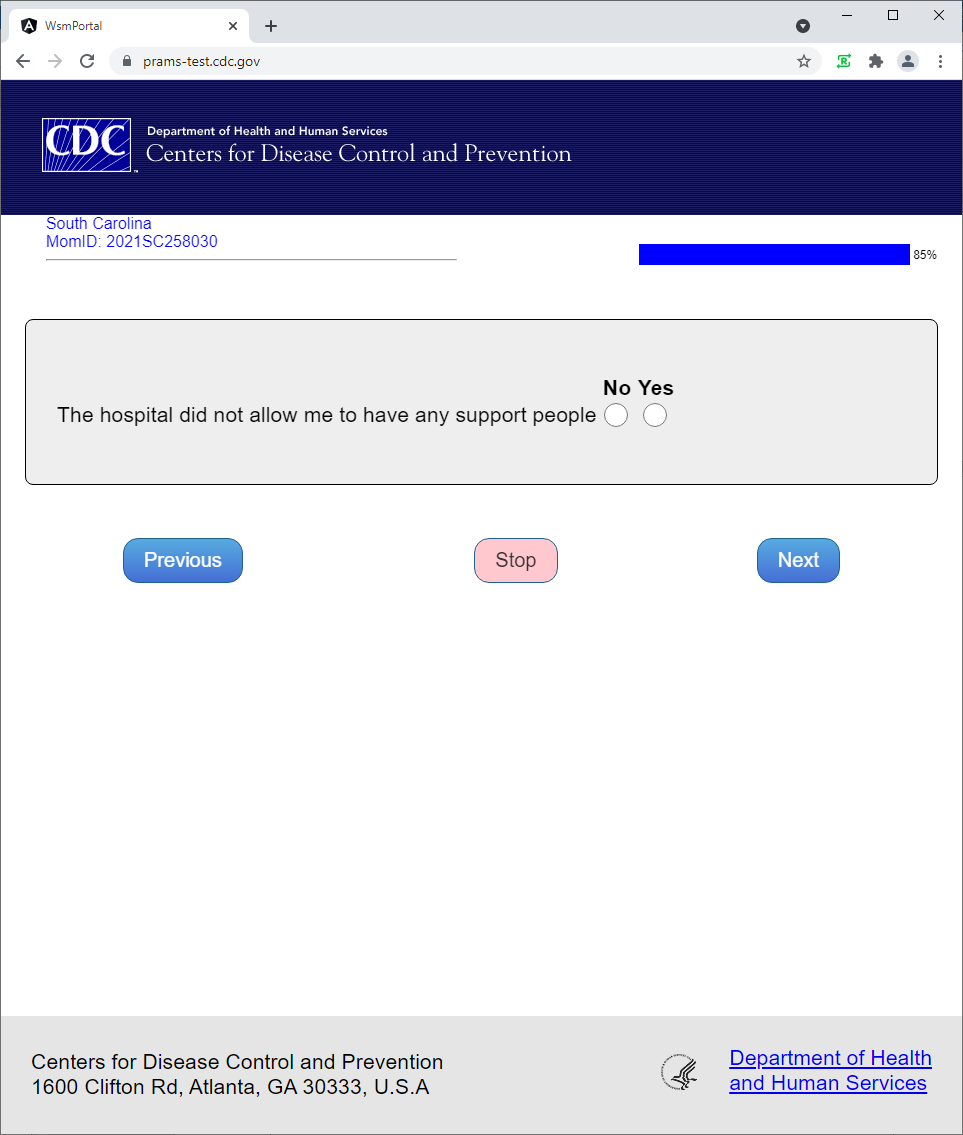 WsmPortal
prams-test.cdc.gov
CDC
Department of Health and Human Services
Centers for Disease Control and Prevention
South Carolina
MomID: 2021SC258030
85%
No Yes
The hospital did not allow me to have any support people
Previous
Stop
Next
Centers for Disease Control and Prevention
1600 Clifton Rd, Atlanta, GA 30333, U.S.A
Department of Health
and Human Services